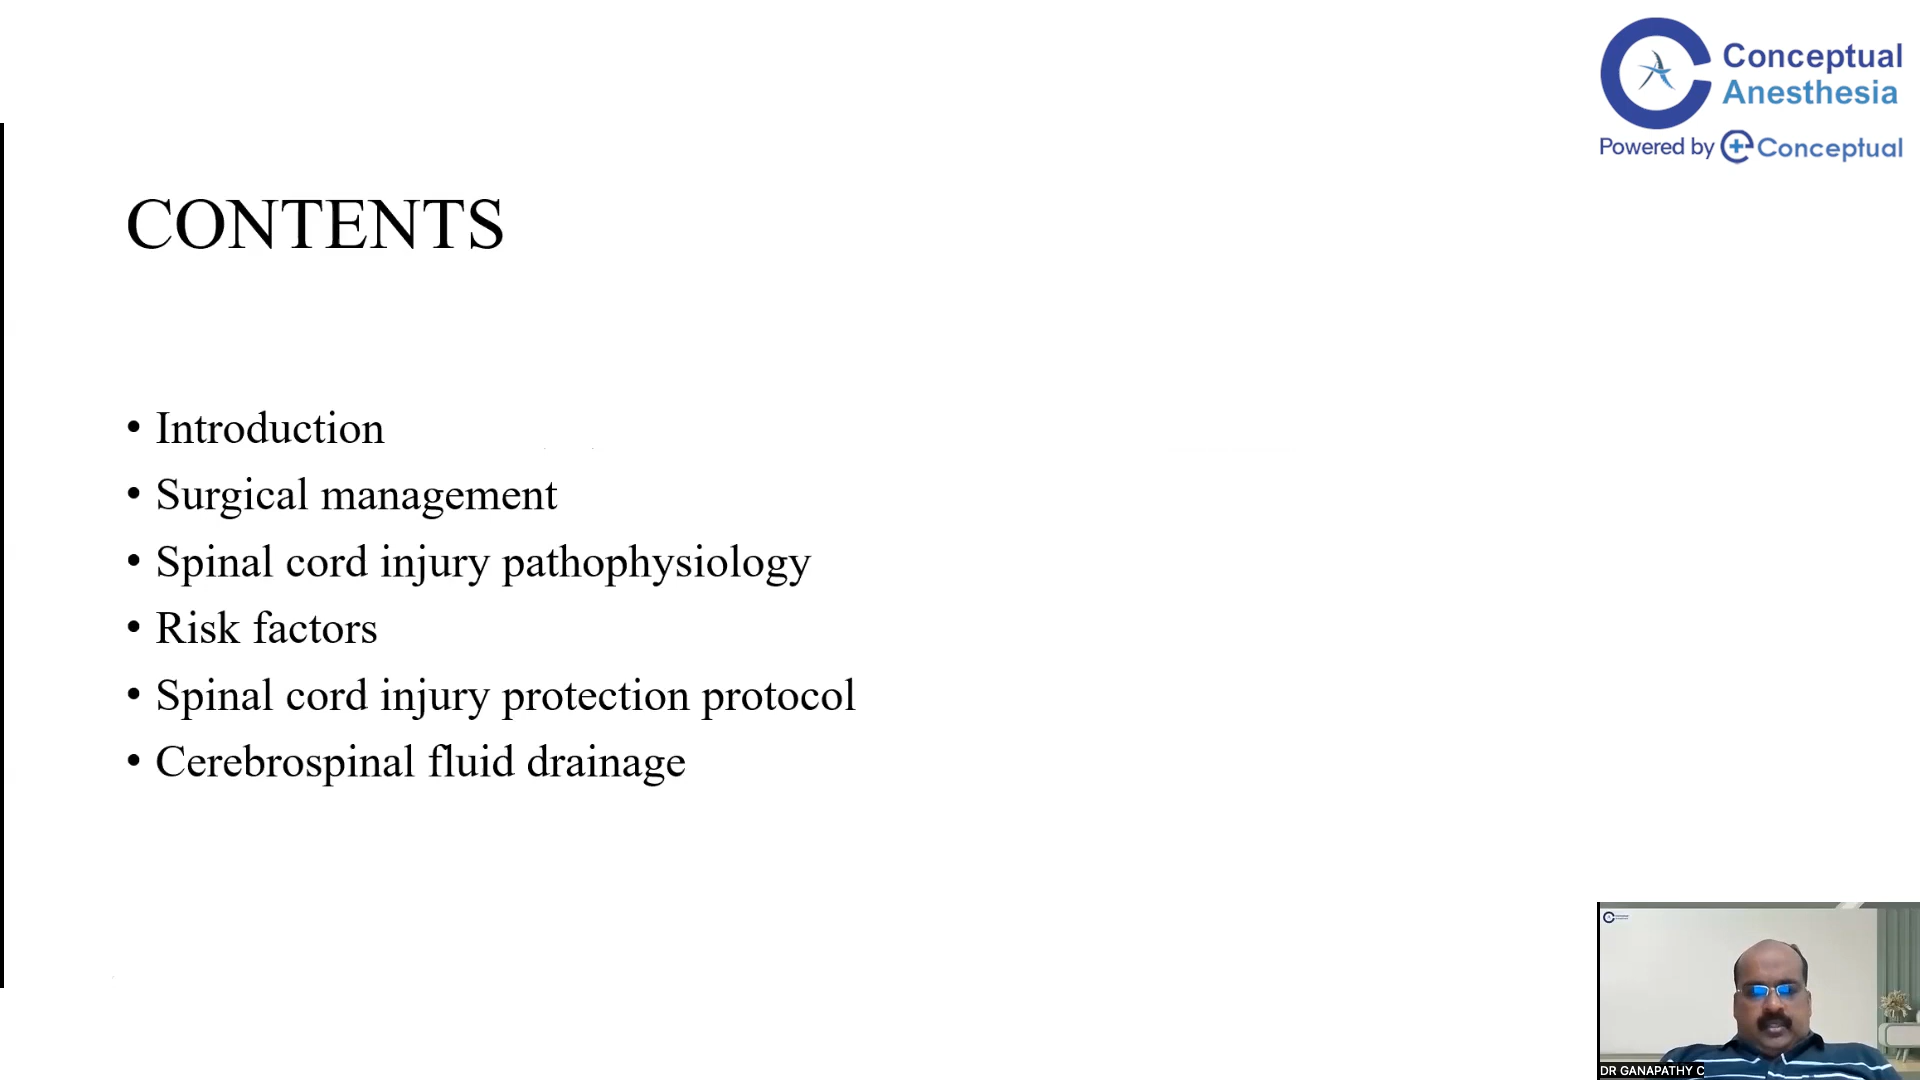 Conceptual
Anesthesia
Powered by Conceptual
CONTENTS
• Introduction
• Surgical management
• Spinal cord injury pathophysiology
• Risk factors
• Spinal cord injury protection protocol
• Cerebrospinal fluid drainage
DR GANAPATHY C